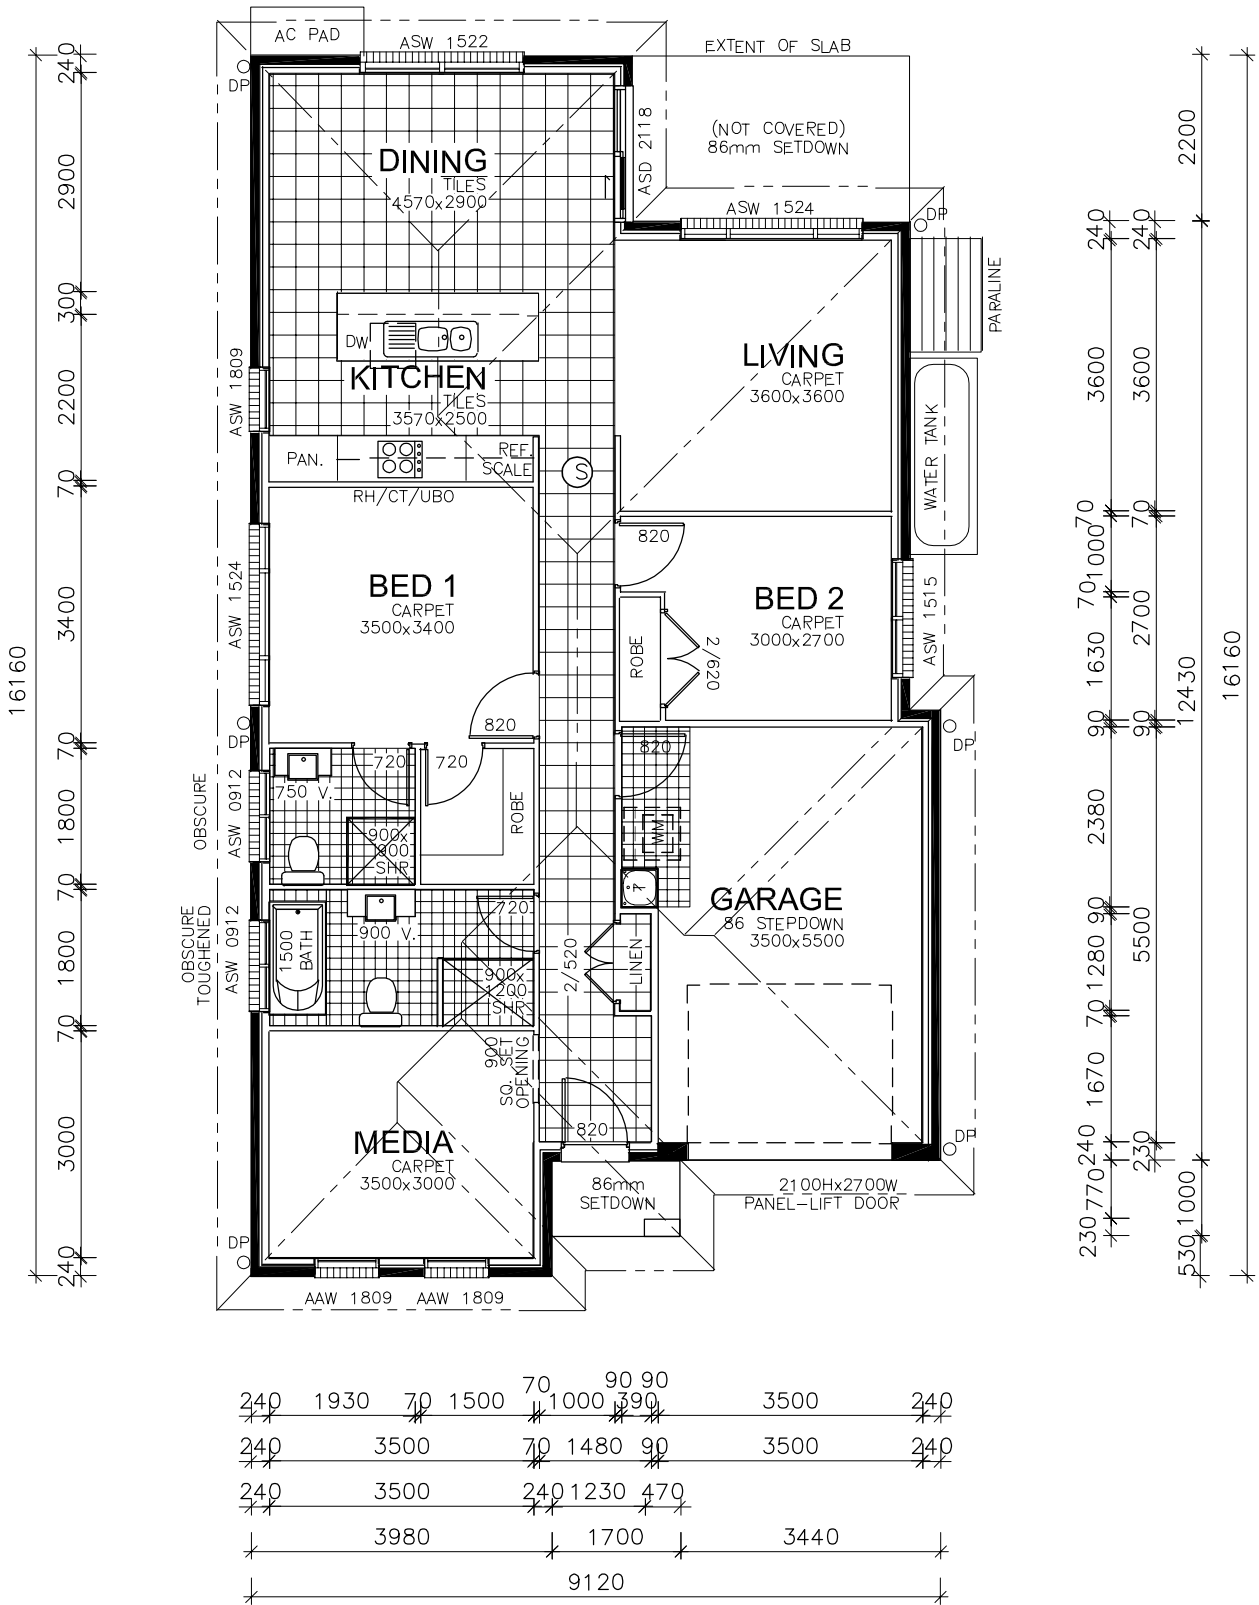 AC PAD
ASW 1522
EXTENT OF SLAB
DP
ASD 2118
(NOT COVERED)
86mm SETDOWN
DINING
TILES
4570x2900
ASW 1524
DP
PARALINE
DW
KITCHEN
TILES
3570x2500
ASW 1809
LIVING
CARPET
3600x3600
WATER TANK
PAN.
REF.
SCALE
RH/CT/UBO
S
820
BED 1
CARPET
3500x3400
ASW 1524
BED 2
CARPET
3000x2700
ASW 1515
ROBE
2/620
820
DP
820
DP
720
720
750 V.
OBSCURE
ASW 0912
900x
900
SHR
ROBE
WM
T
GARAGE
86 STEPDOWN
3500x5500
OBSCURE
TOUGHENED
ASW 0912
1500
BATH
900 V.
720
900x
1200
SHR
2/520
LINEN
900
SQ. SET
OPENING
MEDIA
CARPET
3500x3000
820
DP
86mm
SETDOWN
2100Hx2700W
PANEL-LIFT DOOR
DP
AAW 1809
AAW 1809
16160
240
2900
300
2200
70
3400
70
1800
70
1800
70
3000
240
240
3600
70
1000
70
1630
90
2380
90
1280
70
1670
240
770
230
240
3600
70
2700
90
5500
230
2200
12430
1000
530
16160
240
1930
70
1500
70
1000
90
390
90
3500
240
240
3500
70
1480
90
3500
240
240
3500
240
1230
470
3980
1700
3440
9120